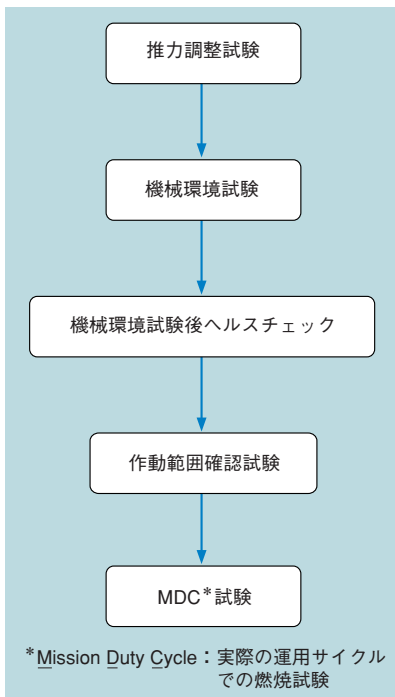 推力調整試験
機械環境試験
機械環境試験後ヘルスチェック
作動範囲確認試験
MDC*試験
*Mission Duty Cycle：実際の運用サイクル
での燃焼試験